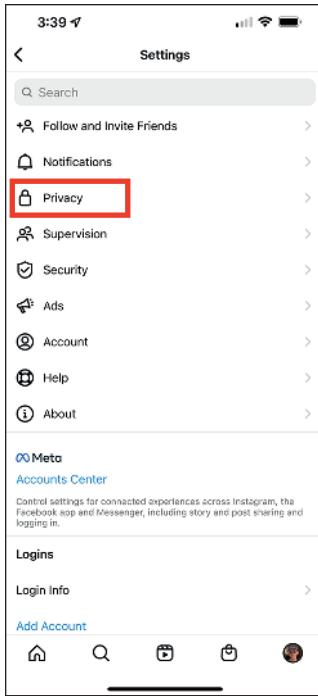 3:39
Settings
Search
Follow and Invite Friends
Notifications
Privacy
Supervision
Security
Ads
Account
Help
About
Meta
Accounts Center
Control settings for connected experiences across Instagram, the
Facebook app and Messenger, including story and post sharing and
logging in.
Logins
Login Info
Add Account